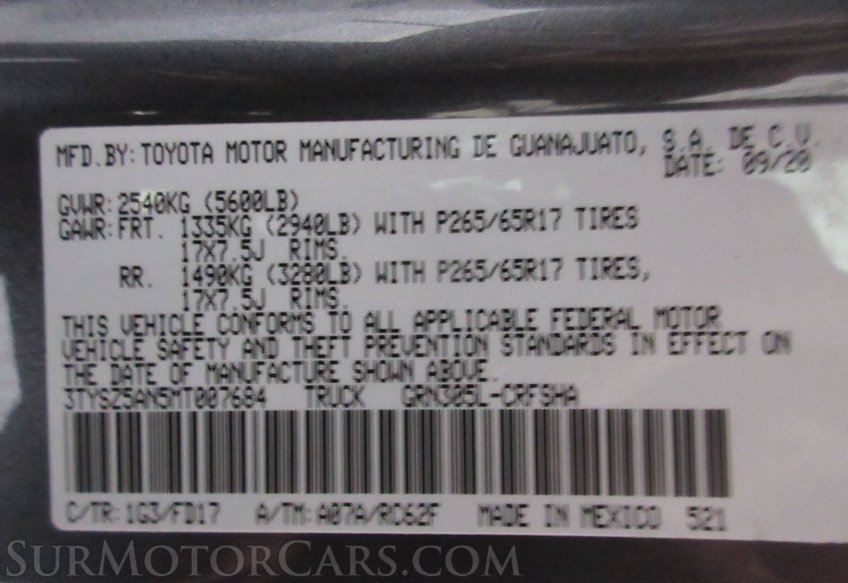 MFD.BY: TOYOTA MOTOR MANUFACTURING DE GUANAJUATO, S.A. DE C.V.
DATE: 09/20
GVWR: 2540KG (5600LB)
GAWR: FRT. 1335KG (2940LB) WITH P265/65R17 TIRES
17X7.5J RIMS.
RR. 1490KG (3280LB) WITH P265/65R17 TIRES,
17X7.5J RIMS.
THIS VEHICLE CONFORMS TO ALL APPLICABLE FEDERAL MOTOR
VEHICLE SAFETY AND THEFT PREVENTION STANDARDS IN EFFECT ON
THE DATE OF MANUFACTURE SHOWN ABOVE.
3TYSZ5AN5MT007684 TRUCK GRN305L-CRFSHA
C/TR: 1G3/FD17 A/TM: A07A/RC62F MADE IN MEXICO 521
SURMOTORCARS.COM